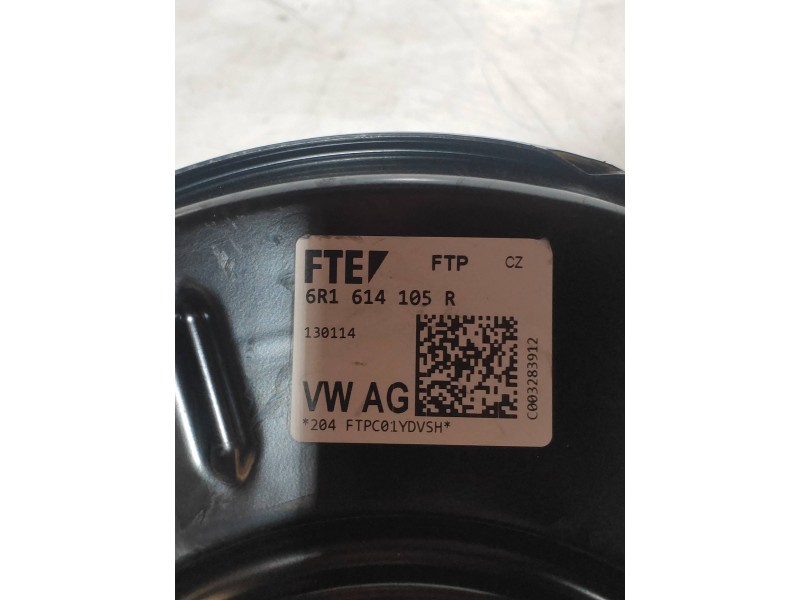 FTE FTP CZ
6R1 614 105 R
130114
VW AG
*204 FTPC01YDVSH*
C003283912